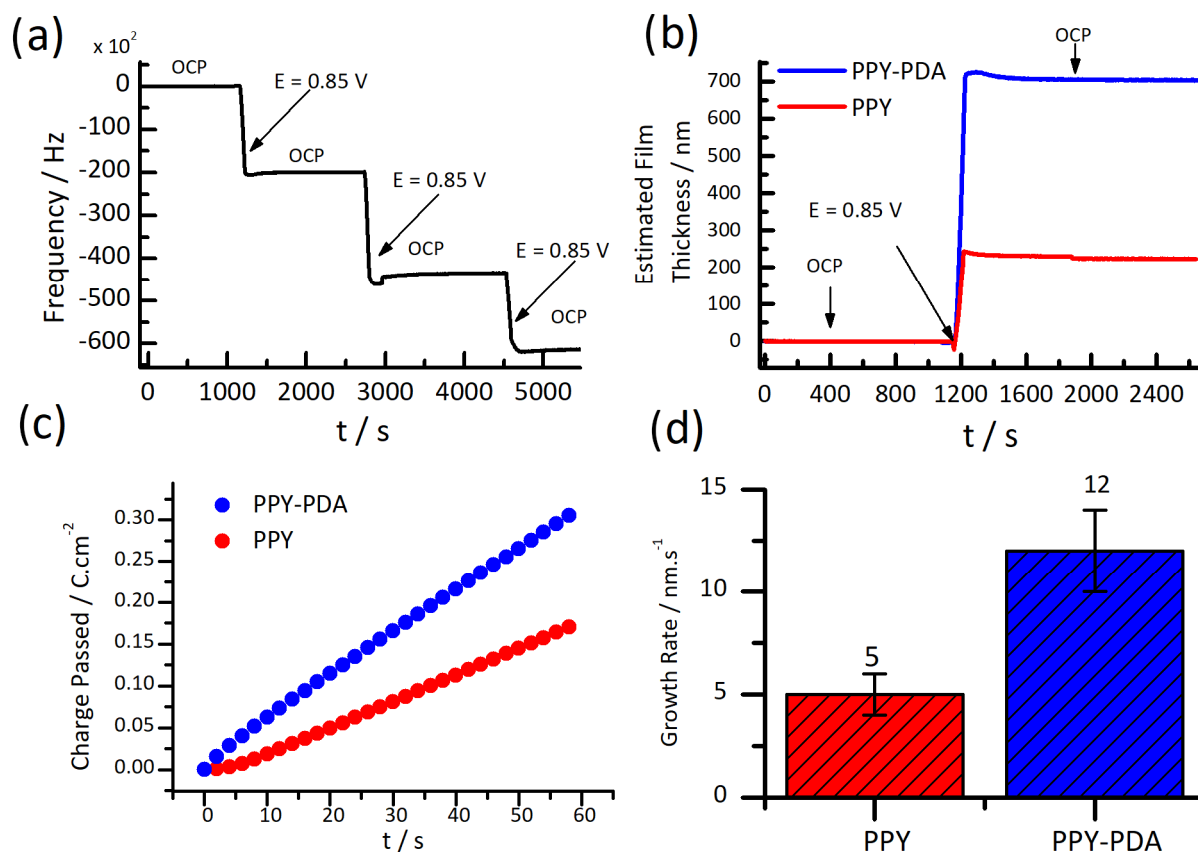 (a)
× 10²
0
-100
-200
-300
-400
-500
-600
Frequency / Hz
OCP
E = 0.85 V
OCP
E = 0.85 V
OCP
E = 0.85 V
OCP
0 1000 2000 3000 4000 5000
t / s
(b)
PPY-PDA
PPY
OCP
700
600
500
400
300
200
100
0
Estimated Film
Thickness / nm
E = 0.85 V
OCP
0 400 800 1200 1600 2000 2400
t / s
(c)
PPY-PDA
PPY
0.30
0.25
0.20
0.15
0.10
0.05
0.00
Charge Passed / C.cm⁻²
0 10 20 30 40 50 60
t / s
(d)
15
10
5
0
Growth Rate / nm.s⁻¹
5
12
PPY PPY-PDA